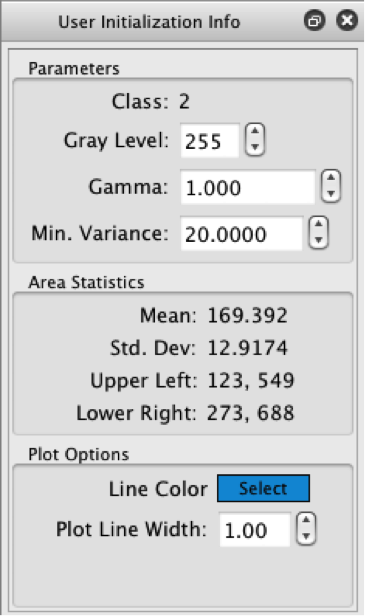 User Initialization Info
Parameters
Class: 2
Gray Level: 255
Gamma: 1.000
Min. Variance: 20.0000
Area Statistics
Mean: 169.392
Std. Dev: 12.9174
Upper Left: 123, 549
Lower Right: 273, 688
Plot Options
Line Color Select
Plot Line Width: 1.00